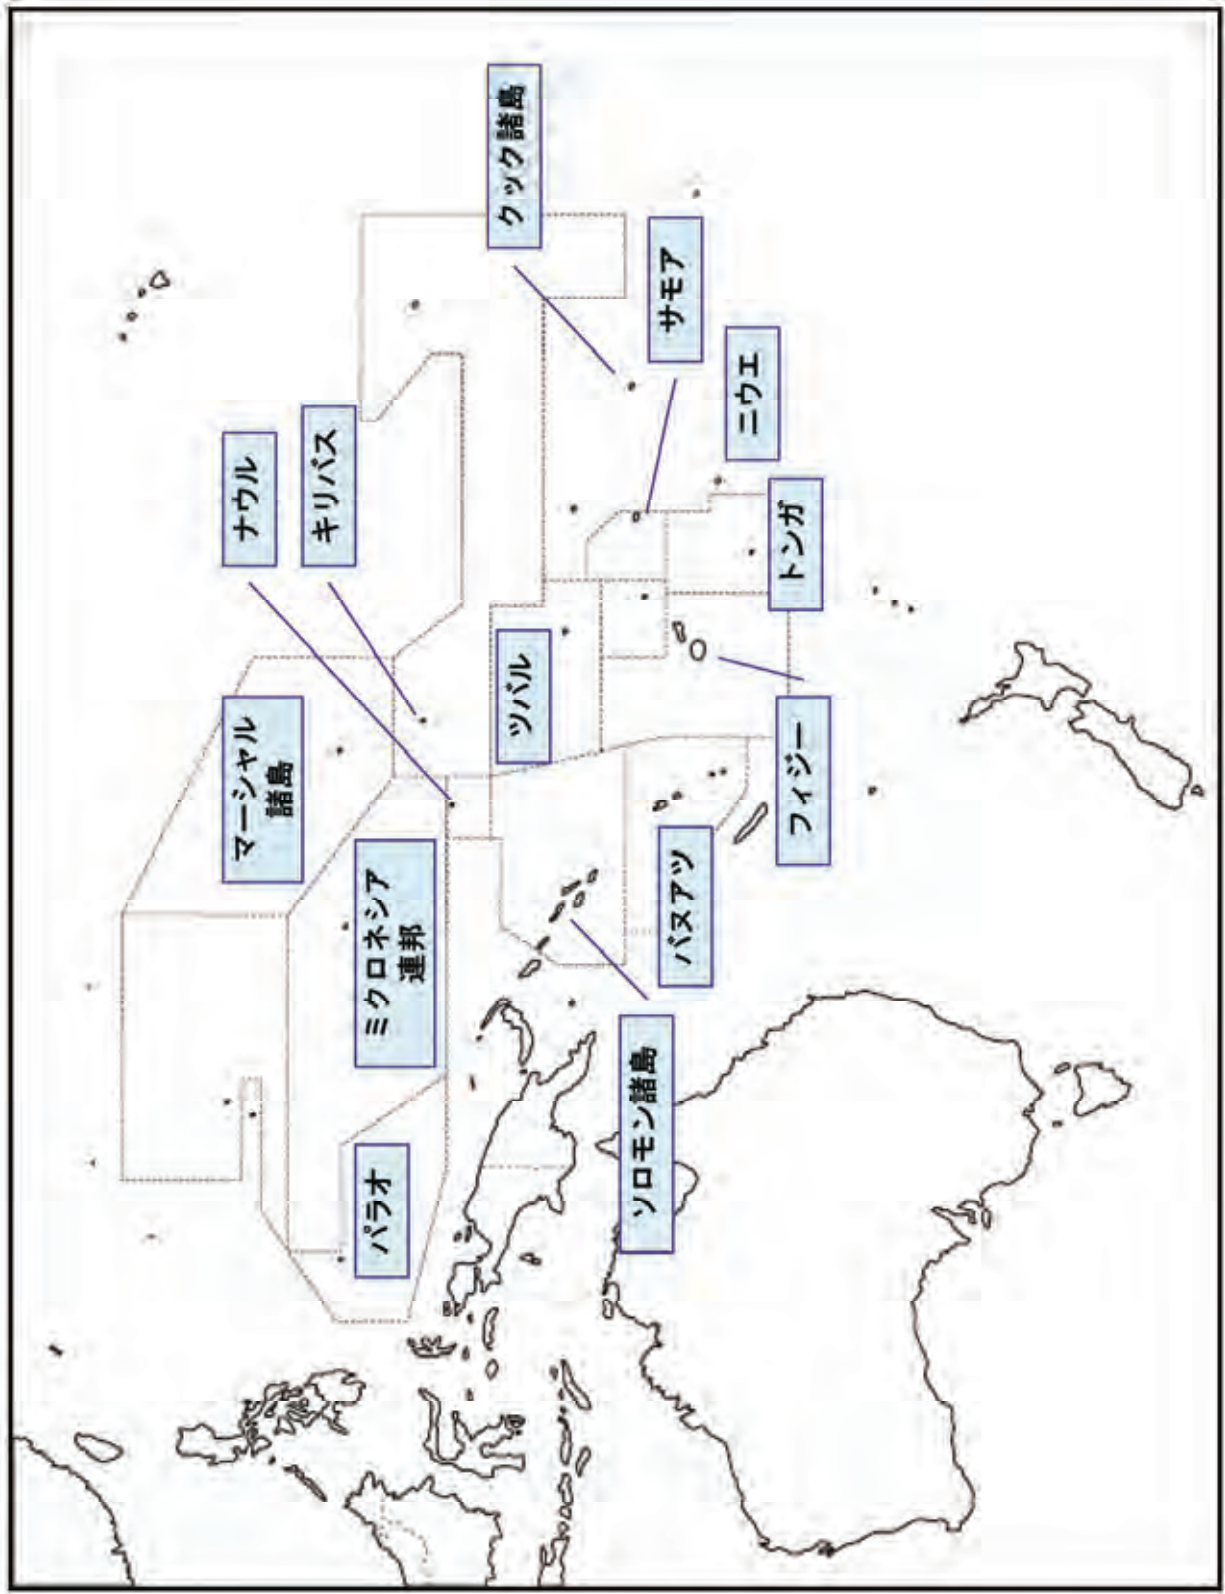 パラオ
ミクロネシア
連邦
マーシャル
諸島
ナウル
キリバス
ツバル
クック諸島
サモア
ニウエ
トンガ
フィジー
バヌアツ
ソロモン諸島